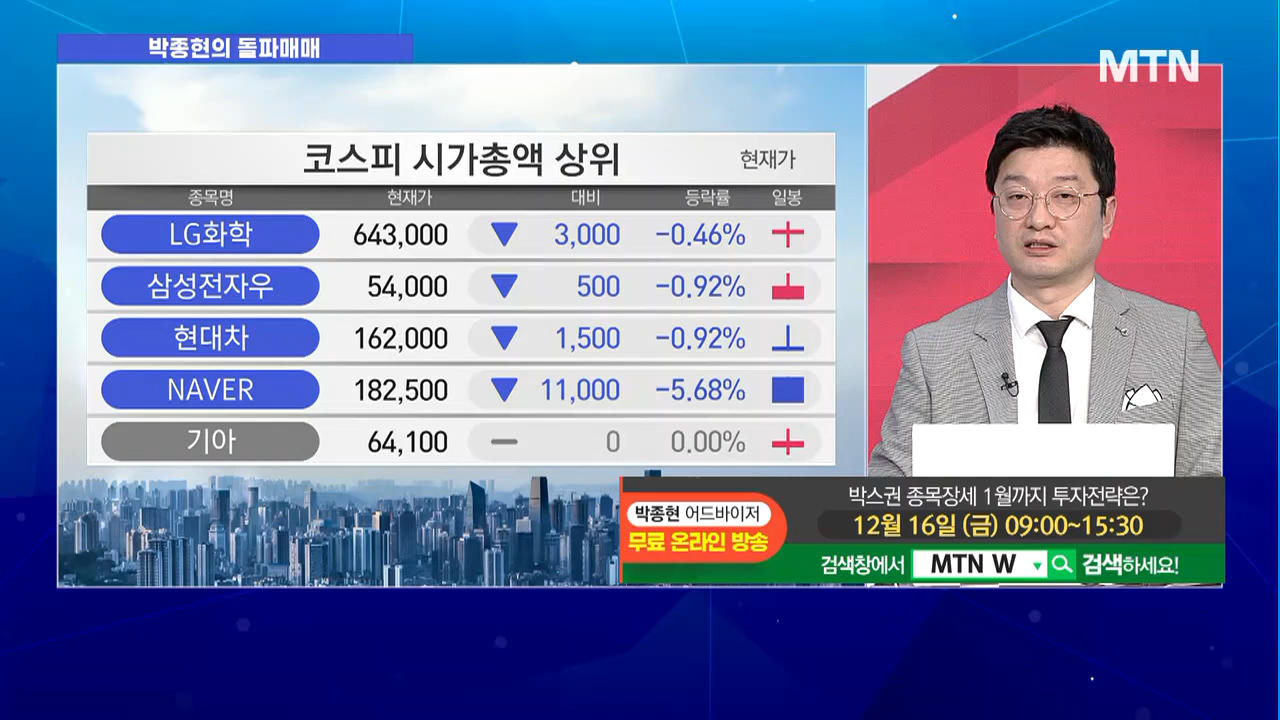 박종현의 돌파매매
MTN
코스피 시가총액 상위
현재가
종목명 현재가 대비 등락률 일봉
LG화학 643,000 ▼ 3,000 -0.46%
삼성전자우 54,000 ▼ 500 -0.92%
현대차 162,000 ▼ 1,500 -0.92%
NAVER 182,500 ▼ 11,000 -5.68%
기아 64,100 - 0 0.00%
박종현 어드바이저
무료 온라인 방송
박스권 종목장세 1월까지 투자전략은?
12월 16일 (금) 09:00~15:30
검색창에서 MTN W 검색하세요!